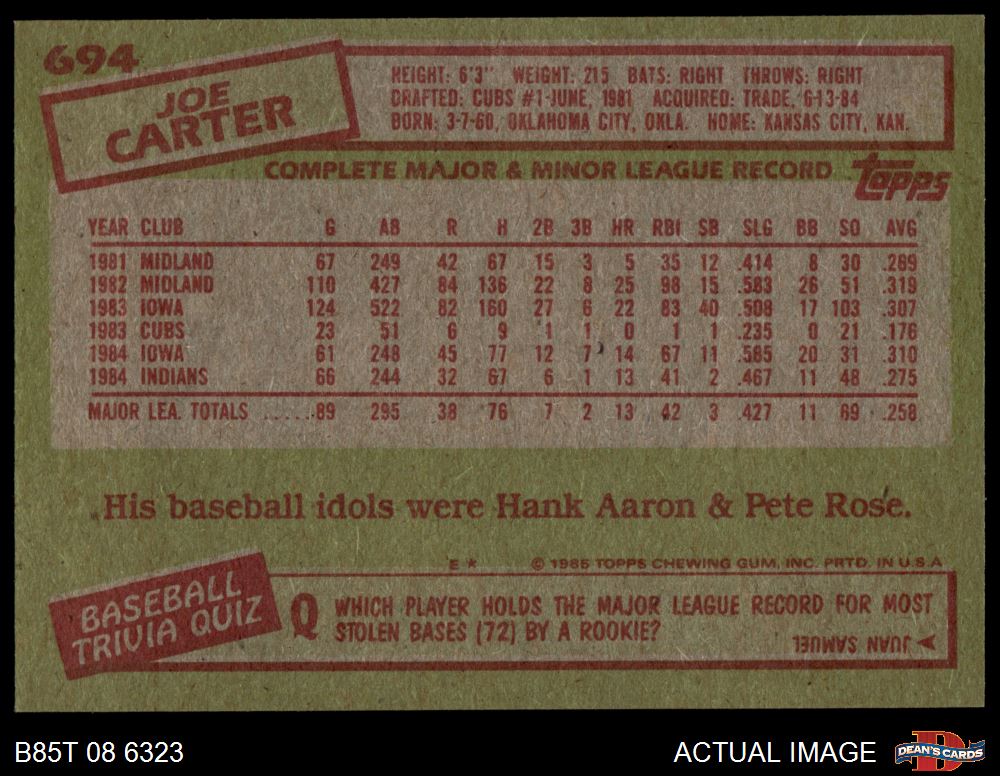 694
JOE
CARTER
HEIGHT: 6'3" WEIGHT: 215 BATS: RIGHT THROWS: RIGHT
DRAFTED: CUBS #1-JUNE, 1981 ACQUIRED: TRADE, 6-13-84
BORN: 3-7-60, OKLAHOMA CITY, OKLA. HOME: KANSAS CITY, KAN.
COMPLETE MAJOR & MINOR LEAGUE RECORD
Topps
YEAR CLUB G AB R H 2B 3B HR RBI SB SLG BB SO AVG
1981 MIDLAND 67 249 42 67 15 3 5 35 12 .414 8 30 .269
1982 MIDLAND 110 427 84 136 22 8 25 98 15 .583 26 51 .319
1983 IOWA 124 522 82 160 27 6 22 83 40 .508 17 103 .307
1983 CUBS 23 51 6 9 1 1 0 1 1 .235 0 21 .176
1984 IOWA 61 248 45 77 12 7 14 67 11 .585 20 31 .310
1984 INDIANS 66 244 32 67 6 1 13 41 2 .467 11 48 .275
MAJOR LEA. TOTALS ......89 295 38 76 7 2 13 42 3 .427 11 69 .258
His baseball idols were Hank Aaron & Pete Rose.
E * © 1985 TOPPS CHEWING GUM, INC. PRTD. IN U.S.A
BASEBALL
TRIVIA QUIZ
Q WHICH PLAYER HOLDS THE MAJOR LEAGUE RECORD FOR MOST
STOLEN BASES (72) BY A ROOKIE?
JUAN SAMUEL
B85T 08 6323
ACTUAL IMAGE
DEAN'S CARDS